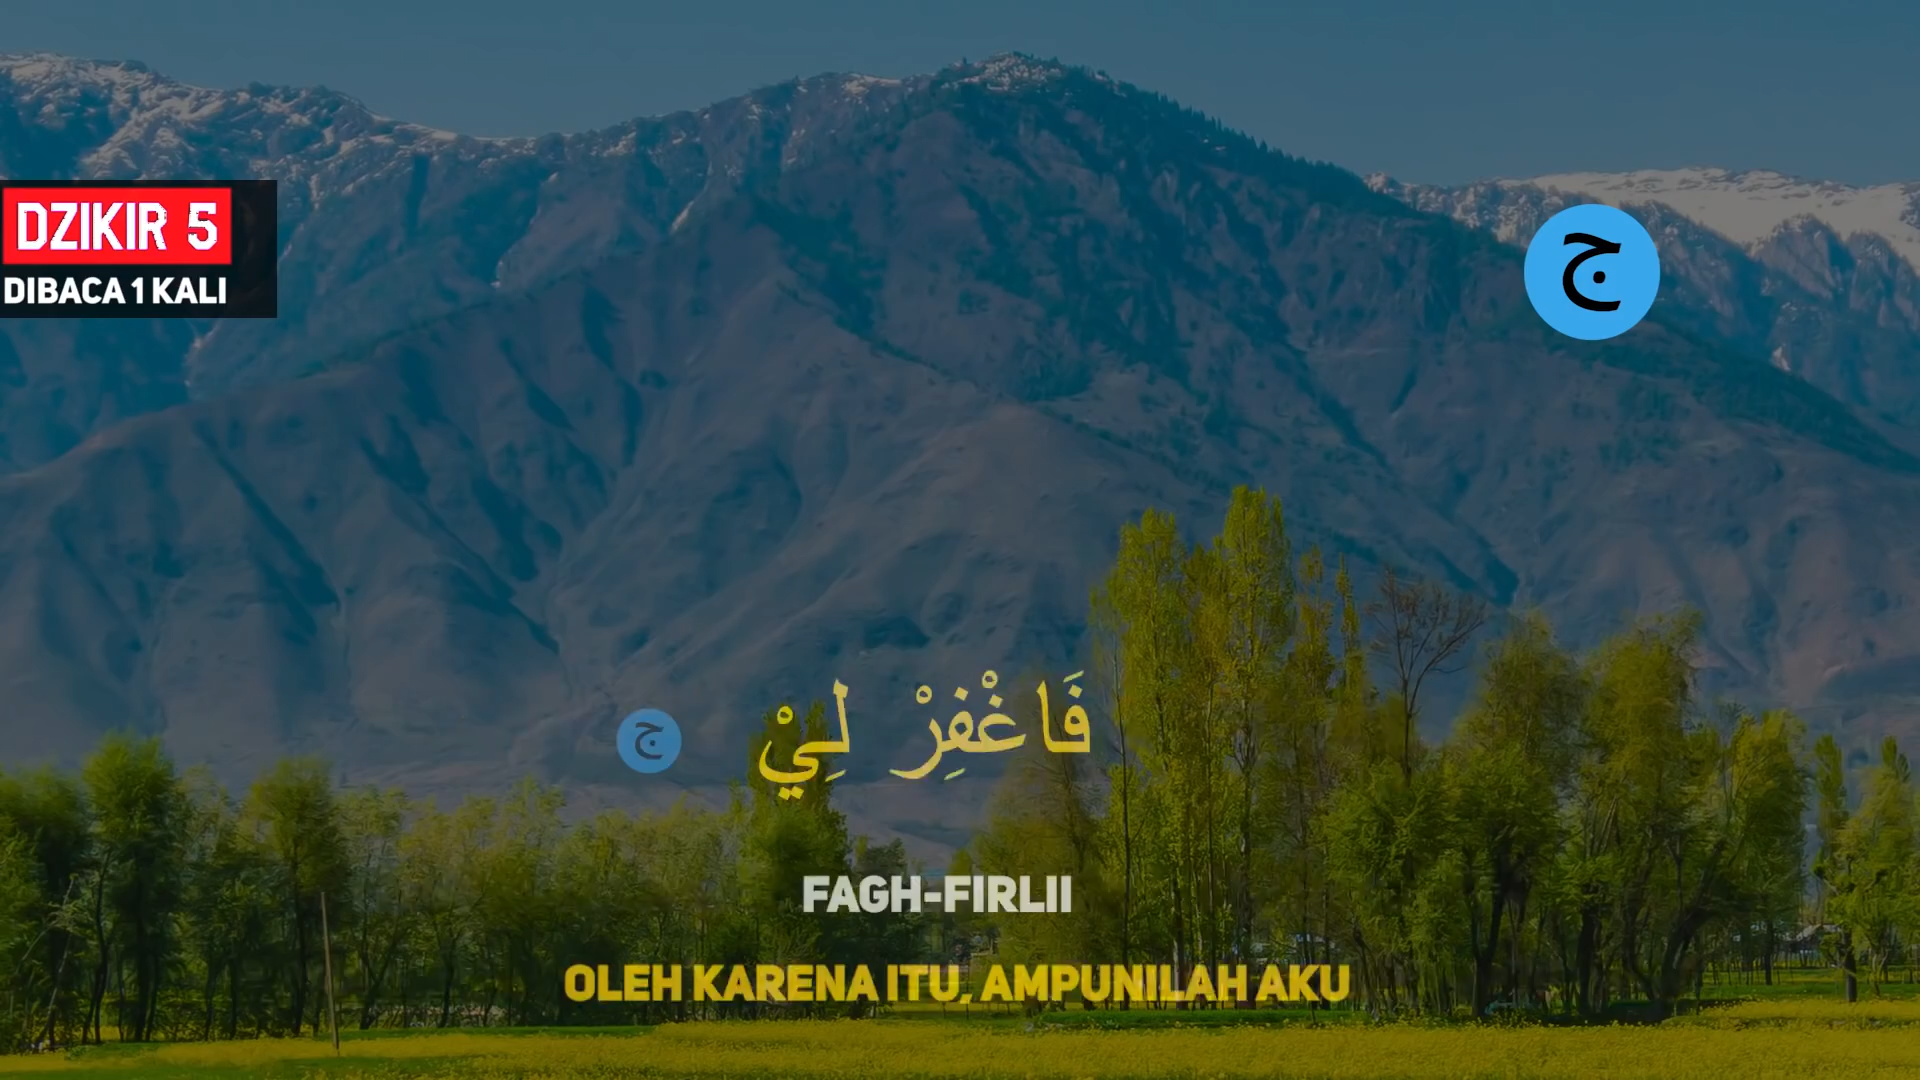 DZIKIR 5
DIBACA 1 KALI
ج
فَاغْفِرْ لِيْ ج
FAGH-FIRLII
OLEH KARENA ITU, AMPUNILAH AKU